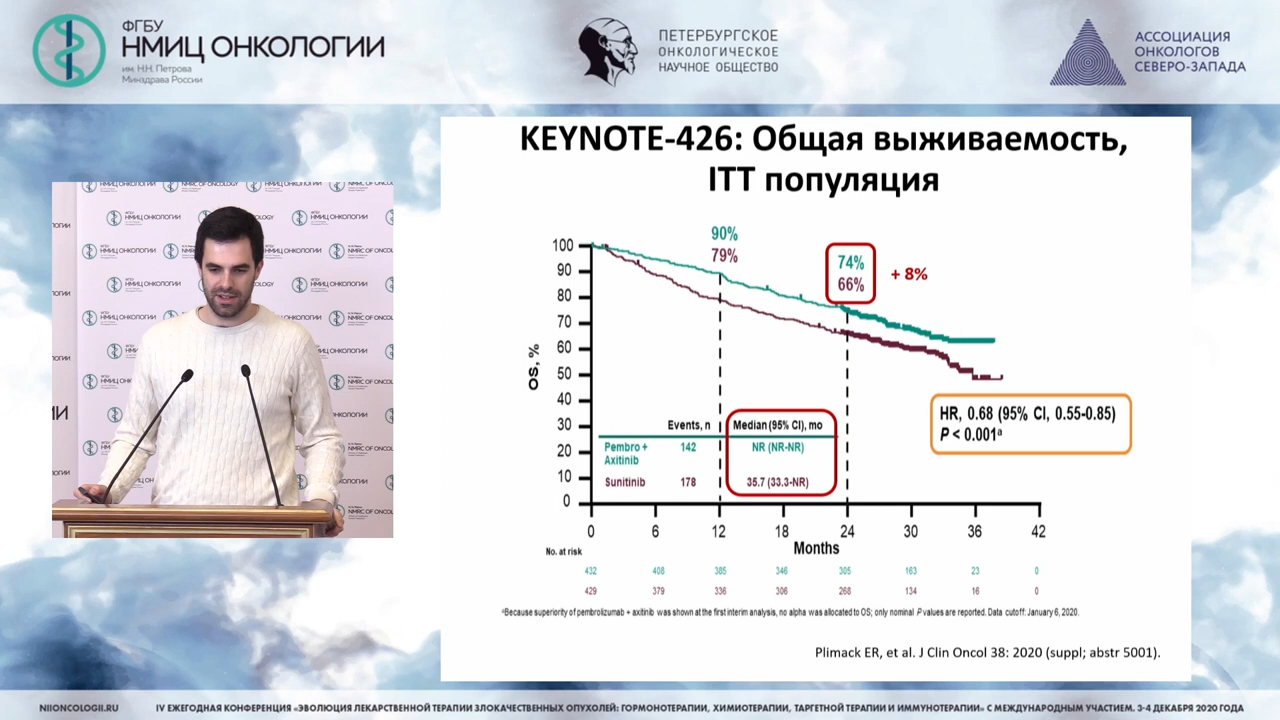 ФГБУ
НМИЦ ОНКОЛОГИИ
им. Н.Н. Петрова
Минздрава России
ПЕТЕРБУРГСКОЕ
ОНКОЛОГИЧЕСКОЕ
НАУЧНОЕ ОБЩЕСТВО
АССОЦИАЦИЯ
ОНКОЛОГОВ
СЕВЕРО-ЗАПАДА
KEYNOTE-426: Общая выживаемость,
ITT популяция
90%
79%
74%
66%
+ 8%
OS, %
100
90
80
70
60
50
40
30
20
10
0
Events, n Median (95% CI), mo
Pembro + Axitinib 142 NR (NR-NR)
Sunitinib 178 35.7 (33.3-NR)
HR, 0.68 (95% CI, 0.55-0.85)
P < 0.001ᵃ
0 6 12 18 24 30 36 42
Months
No. at risk
432 408 385 346 305 163 23 0
429 379 336 306 268 134 16 0
ᵃBecause superiority of pembrolizumab + axitinib was shown at the first interim analysis, no alpha was allocated to OS; only nominal P values are reported. Data cutoff: January 6, 2020.
Plimack ER, et al. J Clin Oncol 38: 2020 (suppl; abstr 5001).
NIIONCOLOGII.RU
IV ЕЖЕГОДНАЯ КОНФЕРЕНЦИЯ «ЭВОЛЮЦИЯ ЛЕКАРСТВЕННОЙ ТЕРАПИИ ЗЛОКАЧЕСТВЕННЫХ ОПУХОЛЕЙ: ГОРМОНОТЕРАПИИ, ХИМИОТЕРАПИИ, ТАРГЕТНОЙ ТЕРАПИИ И ИММУНОТЕРАПИИ» С МЕЖДУНАРОДНЫМ УЧАСТИЕМ. 3-4 ДЕКАБРЯ 2020 ГОДА